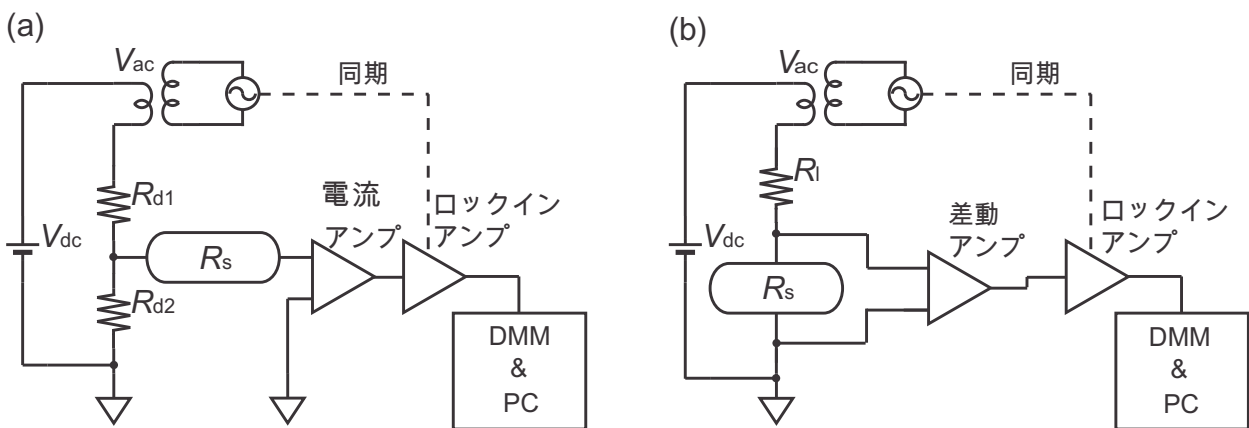 (a)
Vac
同期
Rd1
電流
アンプ
ロックイン
アンプ
Vdc
Rs
Rd2
DMM
&
PC
(b)
Vac
同期
Rl
差動
アンプ
ロックイン
アンプ
Vdc
Rs
DMM
&
PC